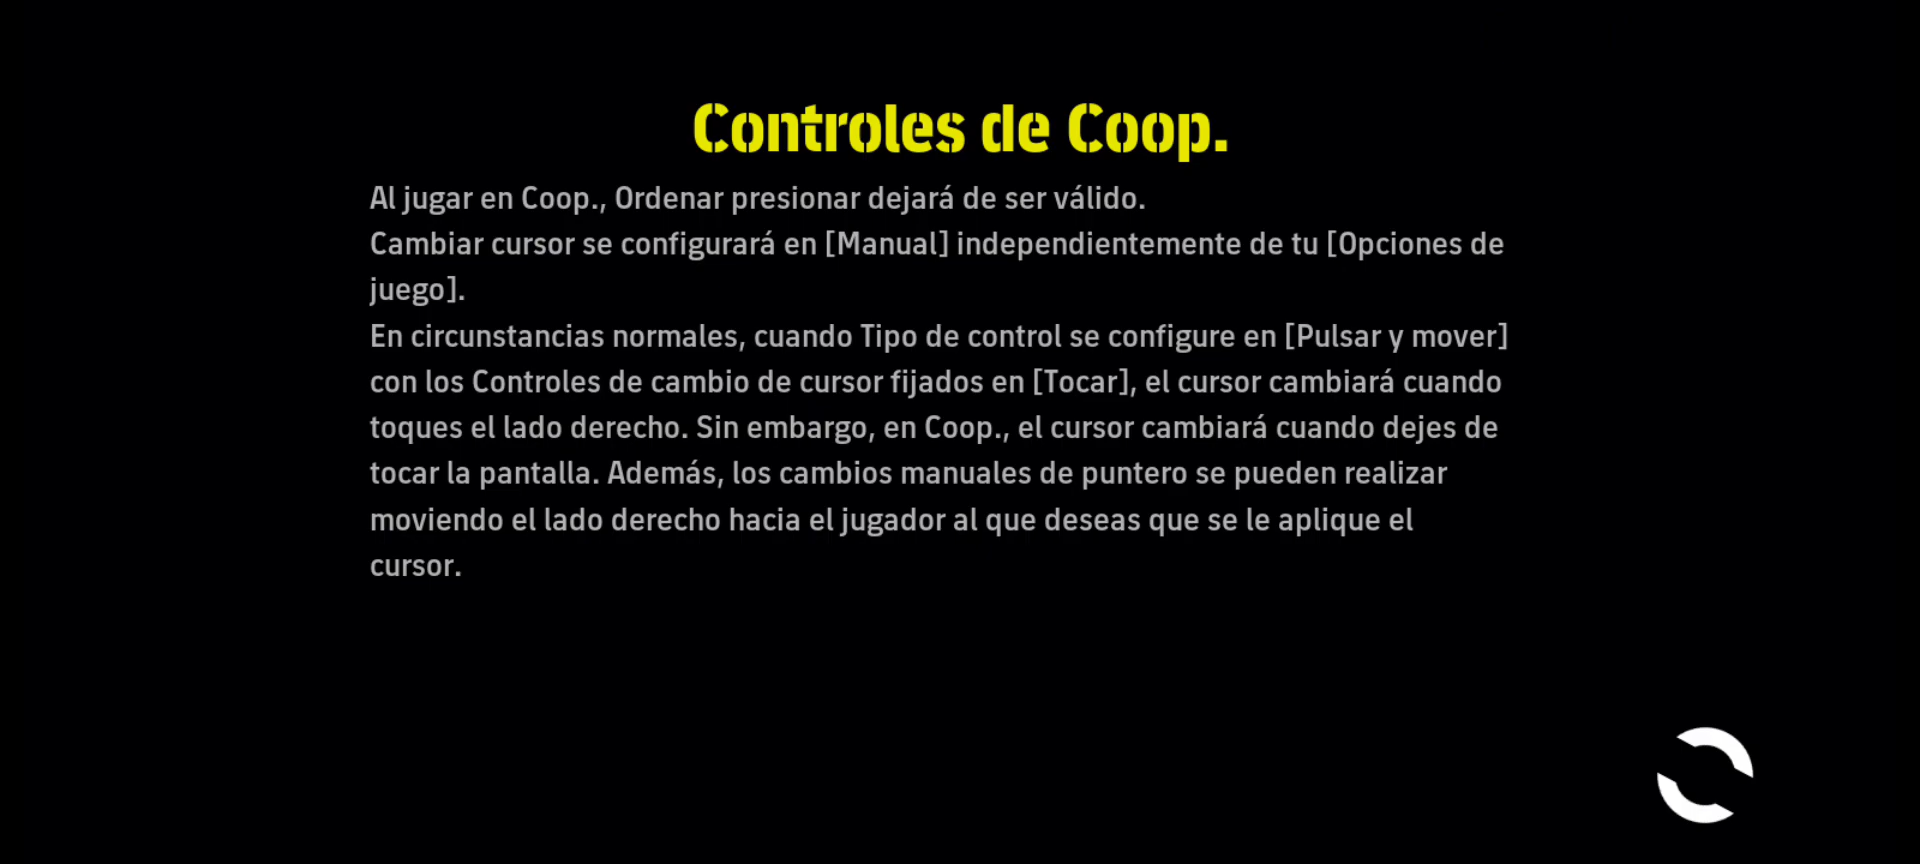 Controles de Coop.
Al jugar en Coop., Ordenar presionar dejará de ser válido.
Cambiar cursor se configurará en [Manual] independientemente de tu [Opciones de
juego].
En circunstancias normales, cuando Tipo de control se configure en [Pulsar y mover]
con los Controles de cambio de cursor fijados en [Tocar], el cursor cambiará cuando
toques el lado derecho. Sin embargo, en Coop., el cursor cambiará cuando dejes de
tocar la pantalla. Además, los cambios manuales de puntero se pueden realizar
moviendo el lado derecho hacia el jugador al que deseas que se le aplique el
cursor.